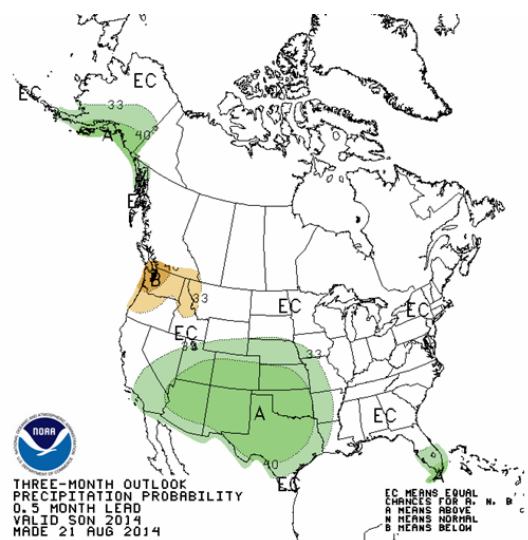 EC
EC
33
40
A
EC
40
B
33
EC
EC
EC
33
A
EC
40
EC
A
NOAA
THREE-MONTH OUTLOOK
PRECIPITATION PROBABILITY
0.5 MONTH LEAD
VALID SON 2014
MADE 21 AUG 2014
EC MEANS EQUAL
CHANCES FOR A, N, B
A MEANS ABOVE
N MEANS NORMAL
B MEANS BELOW